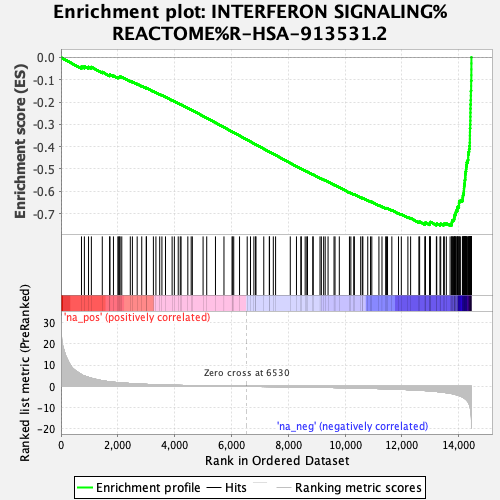 Enrichment plot: INTERFERON SIGNALING%
REACTOME%R-HSA-913531.2
Enrichment score (ES)
0.0
-0.1
-0.2
-0.3
-0.4
-0.5
-0.6
-0.7
'na_pos' (positively correlated)
Ranked list metric (PreRanked)
30
20
10
0
-10
-20
Zero cross at 6530
'na_neg' (negatively correlated)
0
2,000
4,000
6,000
8,000
10,000
12,000
14,000
Rank in Ordered Dataset
Enrichment profile
Hits
Ranking metric scores